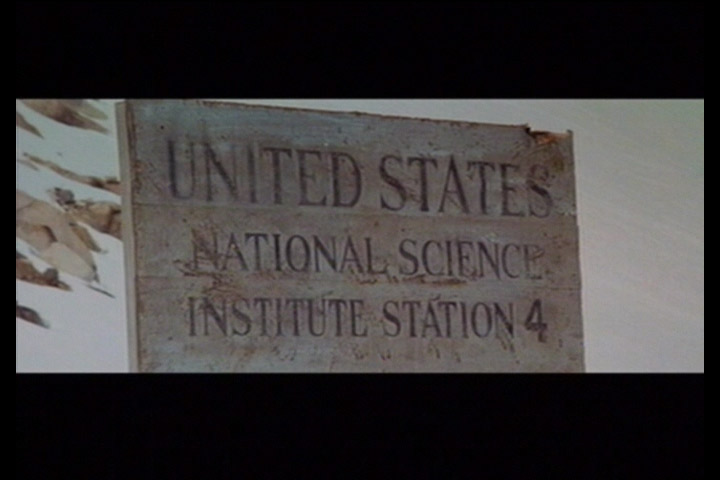 UNITED STATES
NATIONAL SCIENCE
INSTITUTE STATION 4